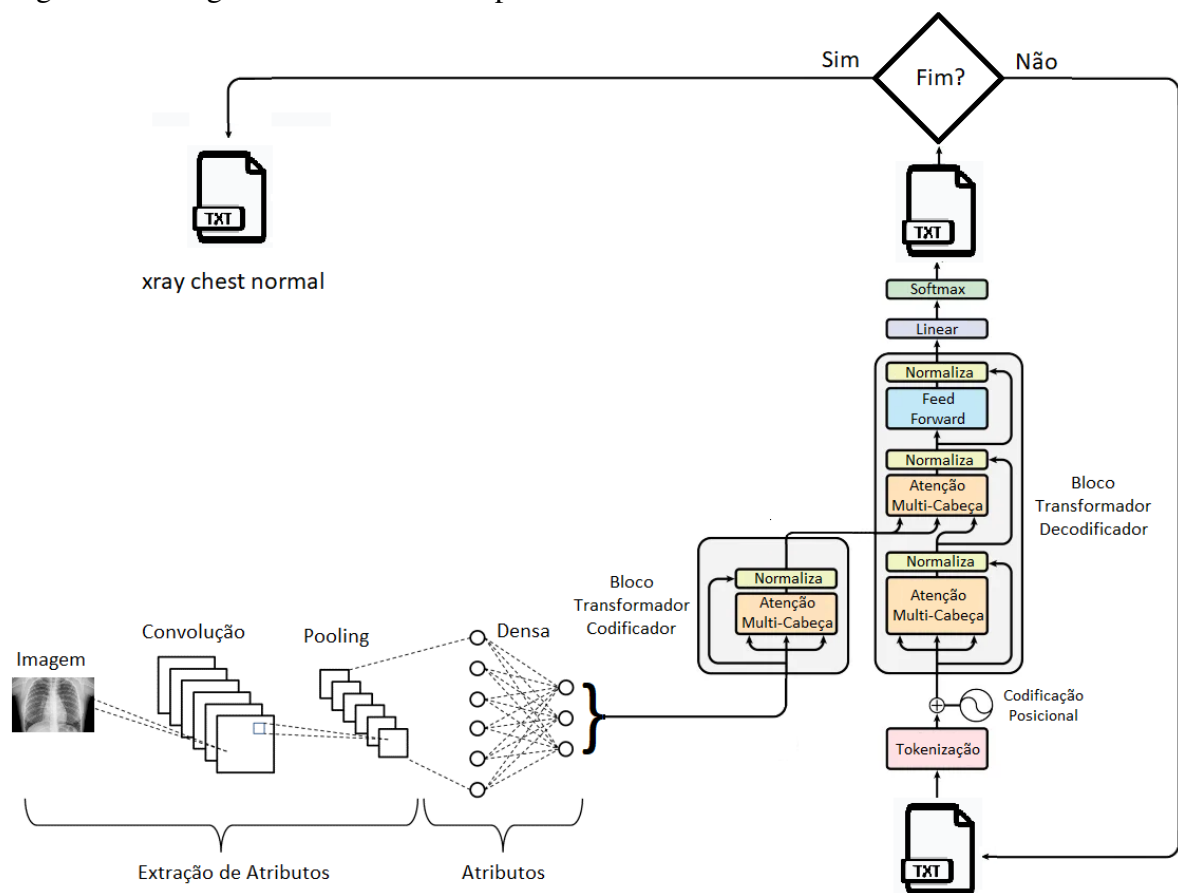 Sim
Fim?
Não
TXT
xray chest normal
TXT
Softmax
Linear
Normaliza
Feed
Forward
Normaliza
Atenção
Multi-Cabeça
Bloco
Transformador
Decodificador
Normaliza
Atenção
Multi-Cabeça
Bloco
Transformador
Codificador
Normaliza
Atenção
Multi-Cabeça
Imagem
Convolução
Pooling
Densa
Codificação
Posicional
Tokenização
TXT
Extração de Atributos
Atributos